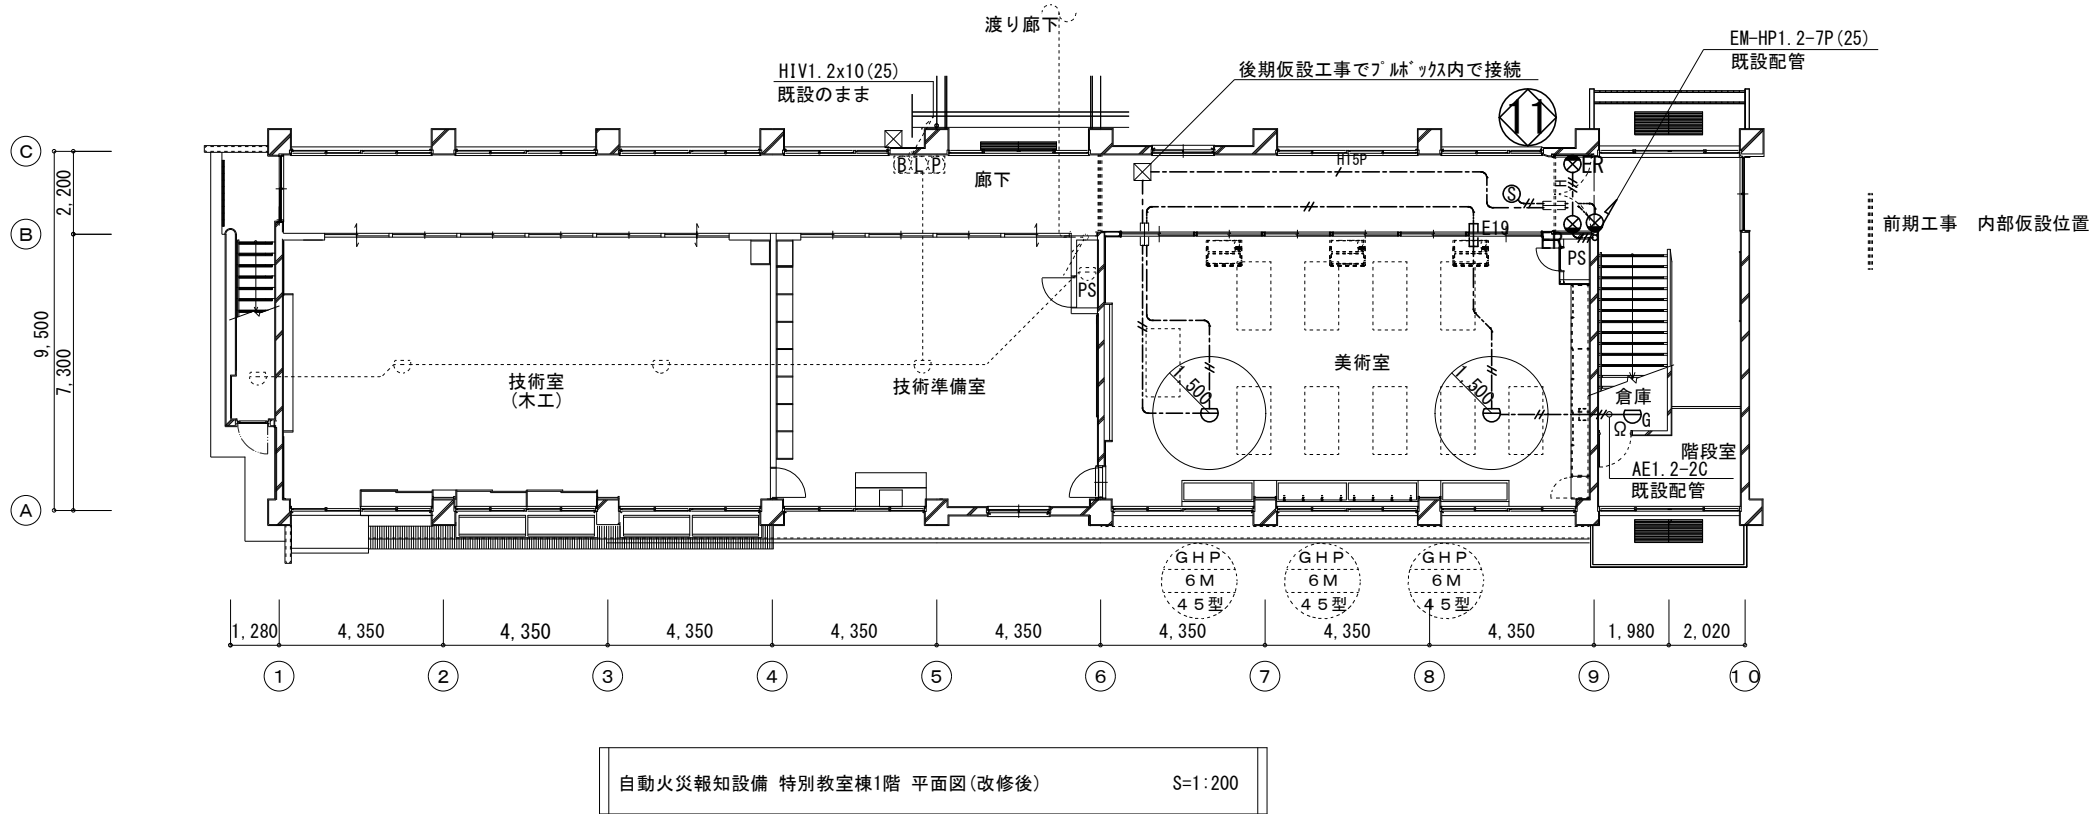 渡り廊下
EM-HP1.2-7P(25)
既設配管
HIV1.2x10(25)
既設のまま
後期仮設工事でプルボックス内で接続
11
C
B L P
廊下
H15P
S
ER
H
2,200
B
E19
PS
前期工事 内部仮設位置
9,500
7,300
PS
技術室
(木工)
技術準備室
美術室
1,500
1,500
倉庫
G
Ω
階段室
AE1.2-2C
既設配管
A
GHP
6M
45型
GHP
6M
45型
GHP
6M
45型
1,280 4,350 4,350 4,350 4,350 4,350 4,350 4,350 4,350 1,980 2,020
1 2 3 4 5 6 7 8 9 10
自動火災報知設備 特別教室棟1階 平面図(改修後) S=1:200